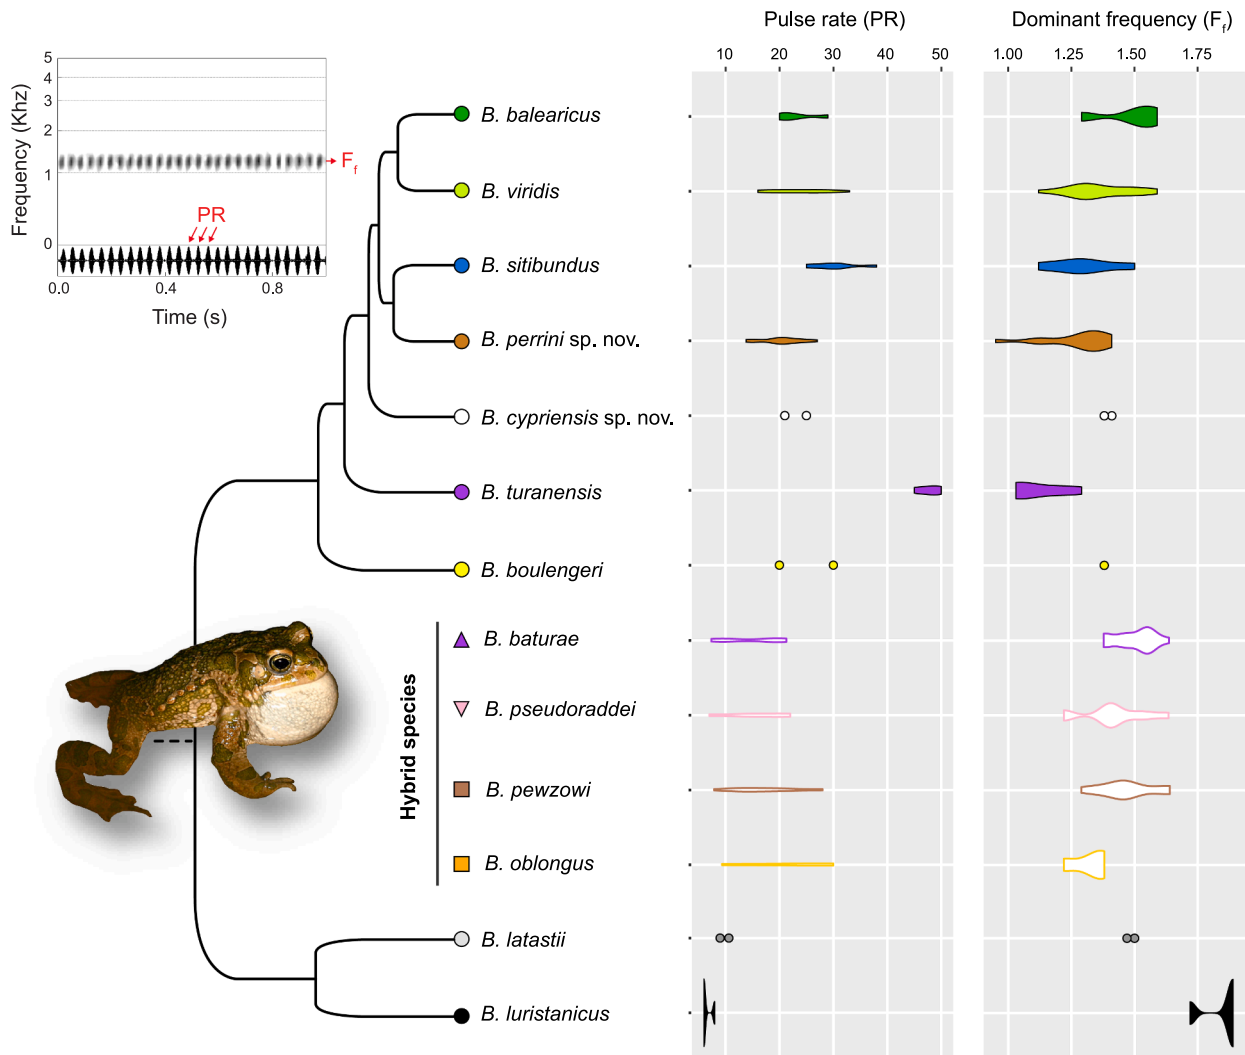 Pulse rate (PR)
Dominant frequency (Ff)
10 20 30 40 50
1.00 1.25 1.50 1.75
Frequency (Khz)
5
4
3
2
1
0
Ff
PR
0.0 0.4 0.8
Time (s)
B. balearicus
B. viridis
B. sitibundus
B. perrini sp. nov.
B. cypriensis sp. nov.
B. turanensis
B. boulengeri
Hybrid species
B. baturae
B. pseudoraddei
B. pewzowi
B. oblongus
B. latastii
B. luristanicus